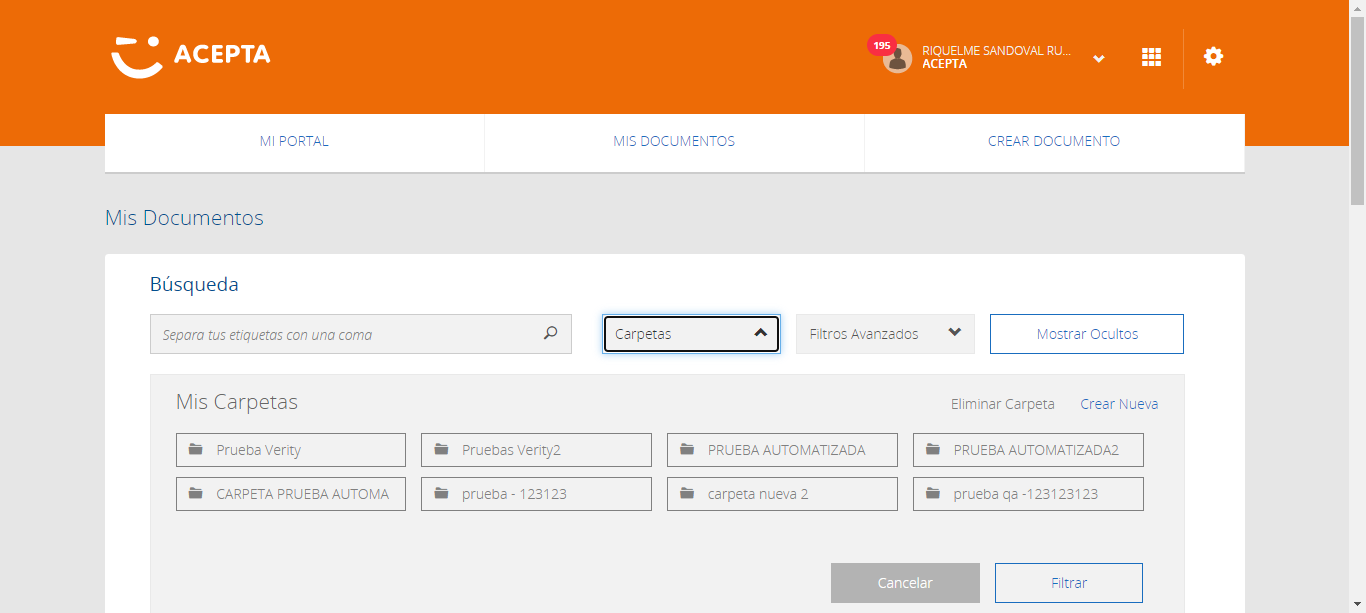 ACEPTA
195
RIQUELME SANDOVAL RU...
ACEPTA
MI PORTAL
MIS DOCUMENTOS
CREAR DOCUMENTO
Mis Documentos
Búsqueda
Separa tus etiquetas con una coma
Carpetas
Filtros Avanzados
Mostrar Ocultos
Mis Carpetas
Eliminar Carpeta
Crear Nueva
Prueba Verity
Pruebas Verity2
PRUEBA AUTOMATIZADA
PRUEBA AUTOMATIZADA2
CARPETA PRUEBA AUTOMA
prueba - 123123
carpeta nueva 2
prueba qa -123123123
Cancelar
Filtrar